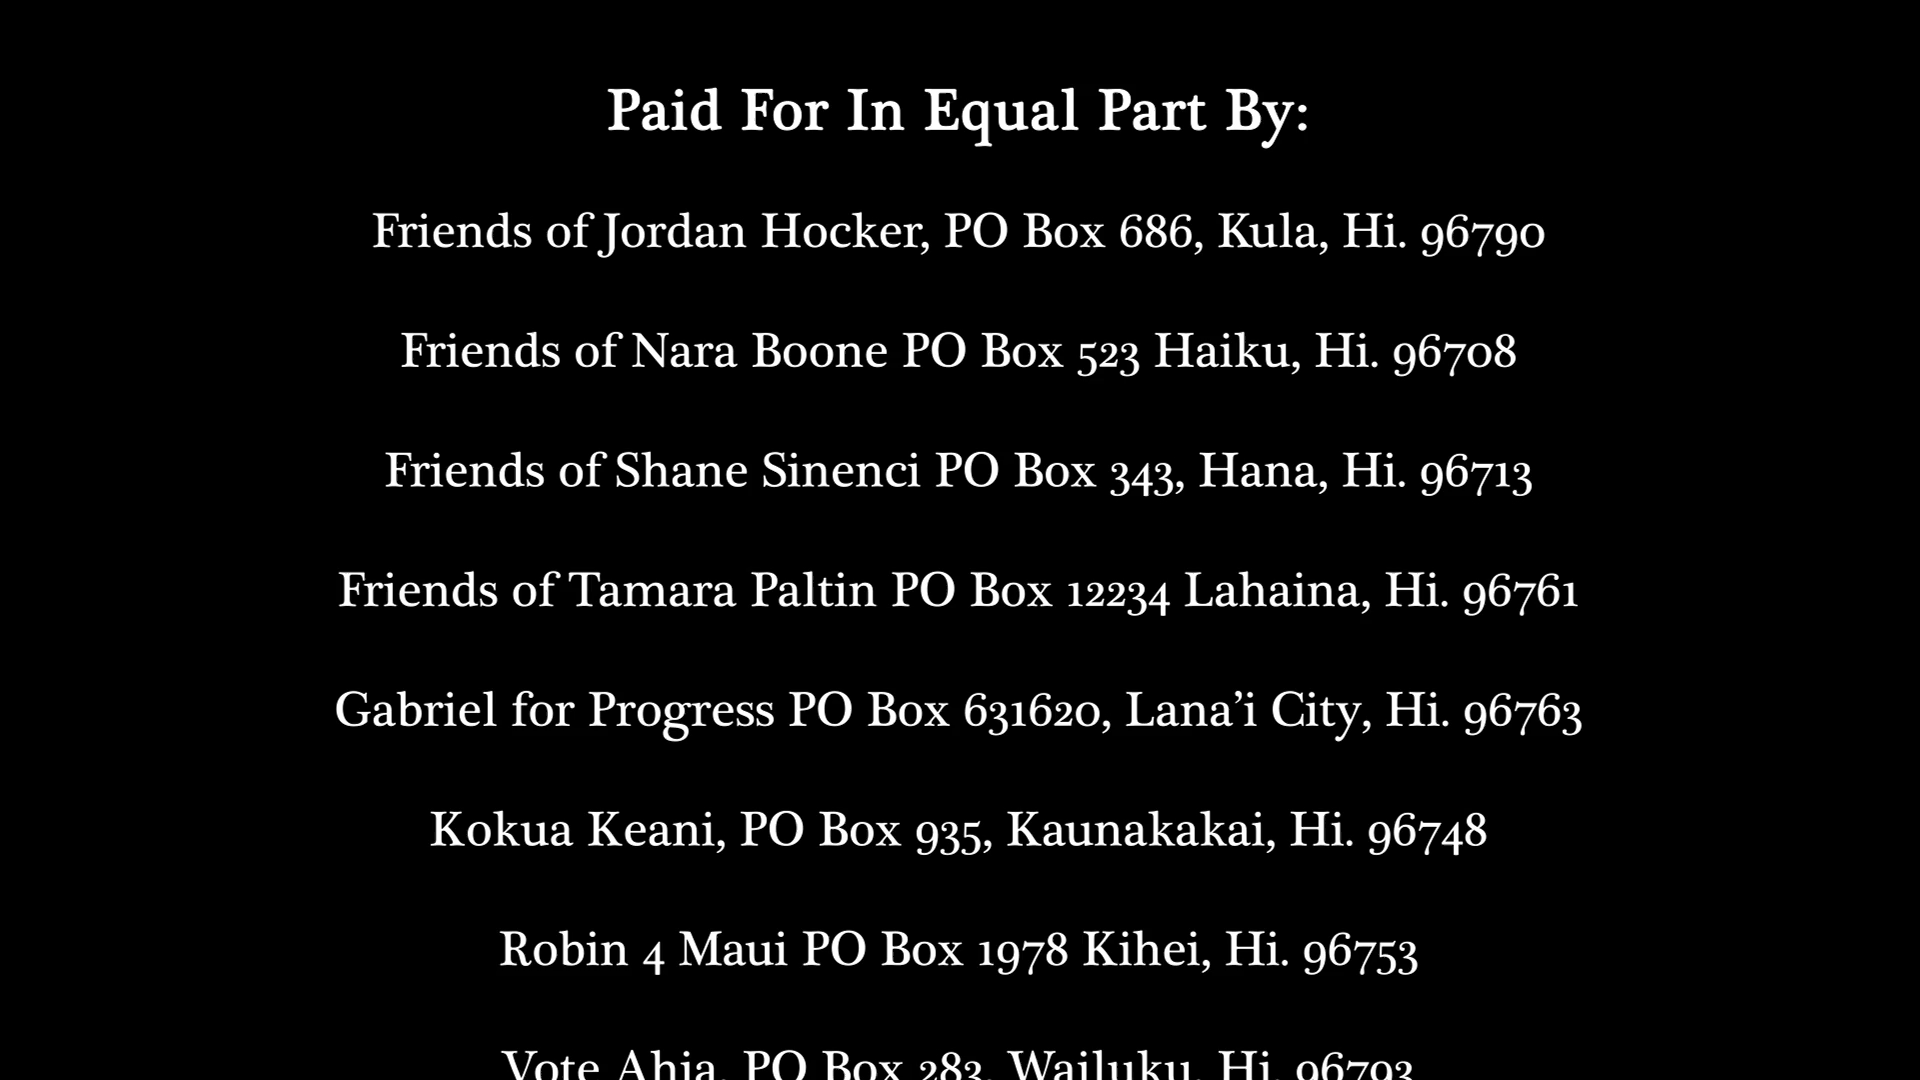 Paid For In Equal Part By:
Friends of Jordan Hocker, PO Box 686, Kula, Hi. 96790
Friends of Nara Boone PO Box 523 Haiku, Hi. 96708
Friends of Shane Sinenci PO Box 343, Hana, Hi. 96713
Friends of Tamara Paltin PO Box 12234 Lahaina, Hi. 96761
Gabriel for Progress PO Box 631620, Lana’i City, Hi. 96763
Kokua Keani, PO Box 935, Kaunakakai, Hi. 96748
Robin 4 Maui PO Box 1978 Kihei, Hi. 96753
Vote Ahia, PO Box 283, Wailuku, Hi. 96793